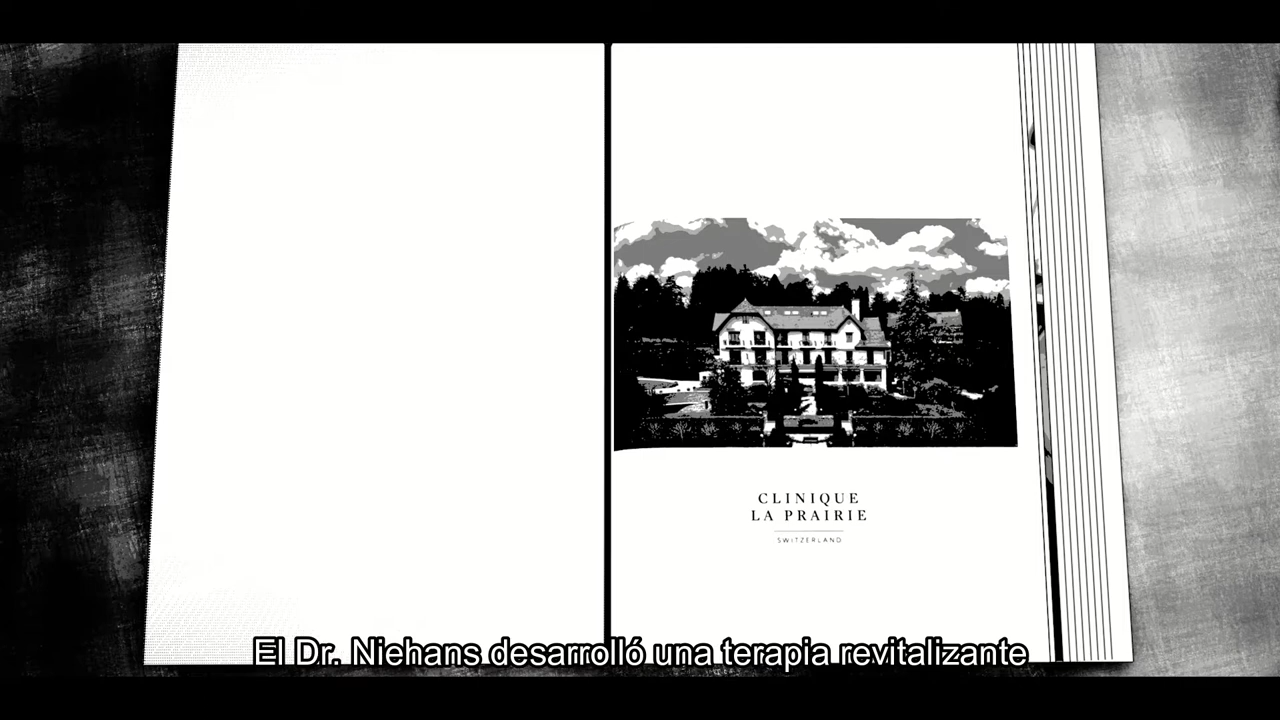 CLINIQUE
LA PRAIRIE
SWITZERLAND
El Dr. Niehans desarrolló una terapia revitalizante